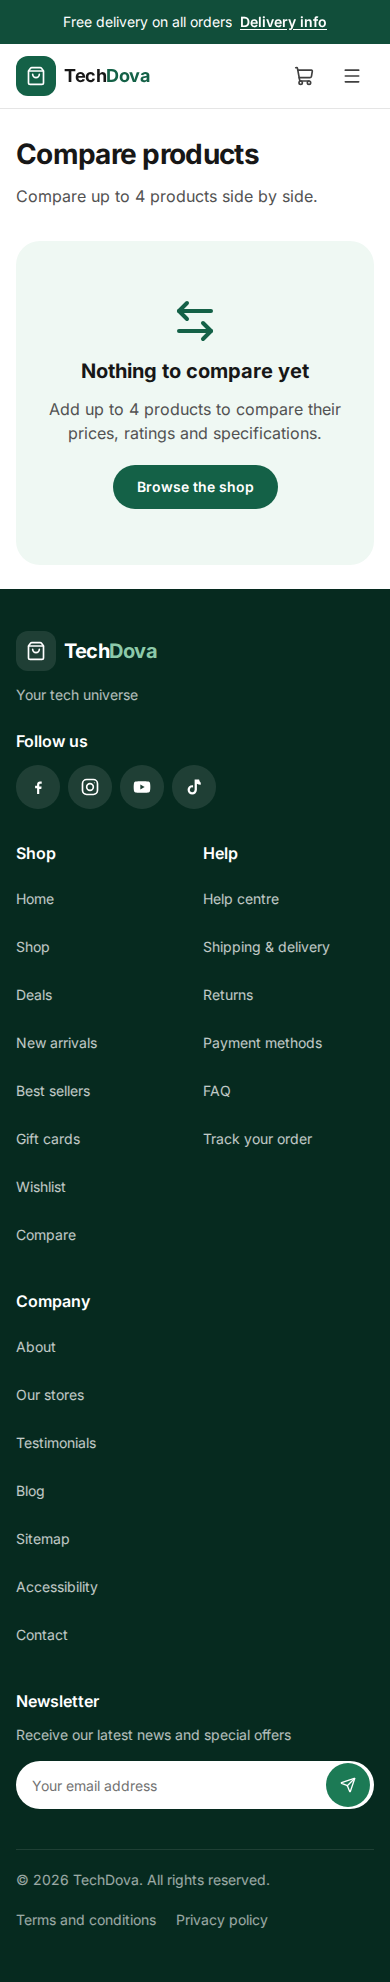 Free delivery on all orders Delivery info
TechDova
Compare products
Compare up to 4 products side by side.
Nothing to compare yet
Add up to 4 products to compare their
prices, ratings and specifications.
Browse the shop
TechDova
Your tech universe
Follow us
Shop
Home
Shop
Deals
New arrivals
Best sellers
Gift cards
Wishlist
Compare
Help
Help centre
Shipping & delivery
Returns
Payment methods
FAQ
Track your order
Company
About
Our stores
Testimonials
Blog
Sitemap
Accessibility
Contact
Newsletter
Receive our latest news and special offers
Your email address
© 2026 TechDova. All rights reserved.
Terms and conditions Privacy policy